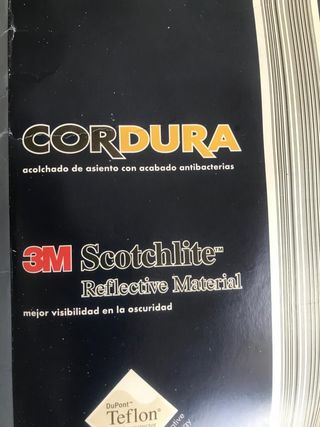 CORDURA
acolchado de asiento con acabado antibacterias
3M Scotchlite™
Reflective Material
mejor visibilidad en la oscuridad
DuPont™
Teflon®